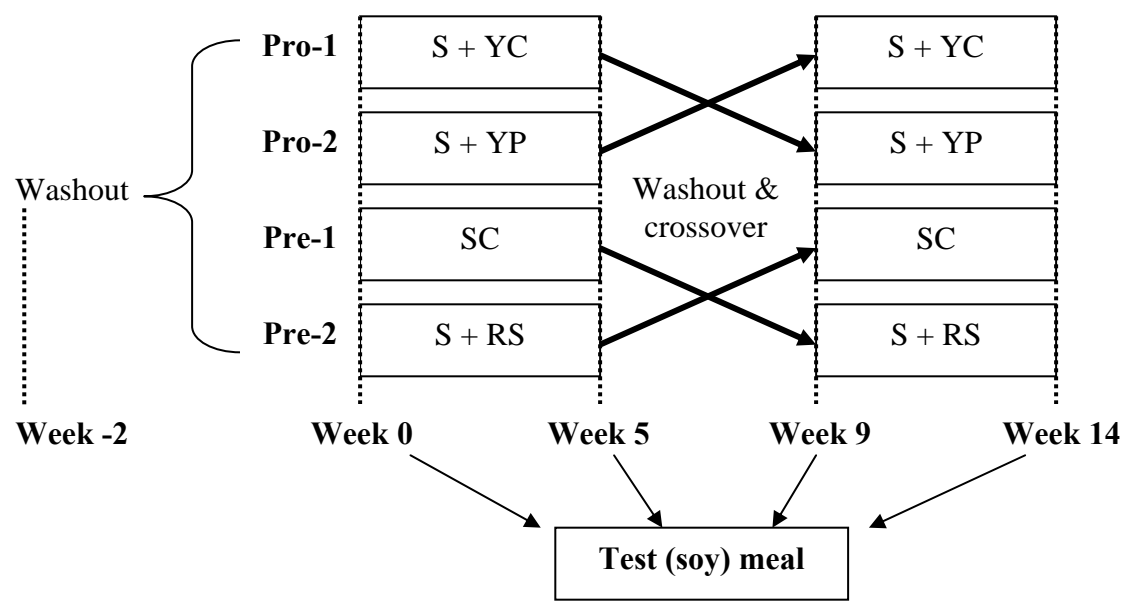 Pro-1 S + YC S + YC
Pro-2 S + YP S + YP
Washout
Washout &
crossover
Pre-1 SC SC
Pre-2 S + RS S + RS
Week -2 Week 0 Week 5 Week 9 Week 14
Test (soy) meal